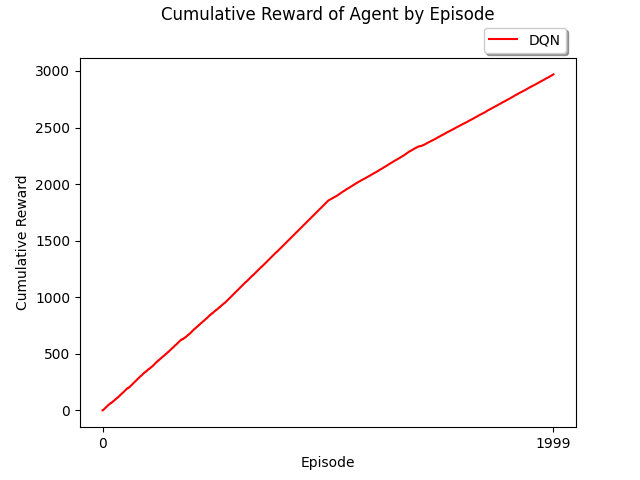 Cumulative Reward of Agent by Episode
DQN
3000
2500
2000
1500
1000
500
0
Cumulative Reward
0
1999
Episode